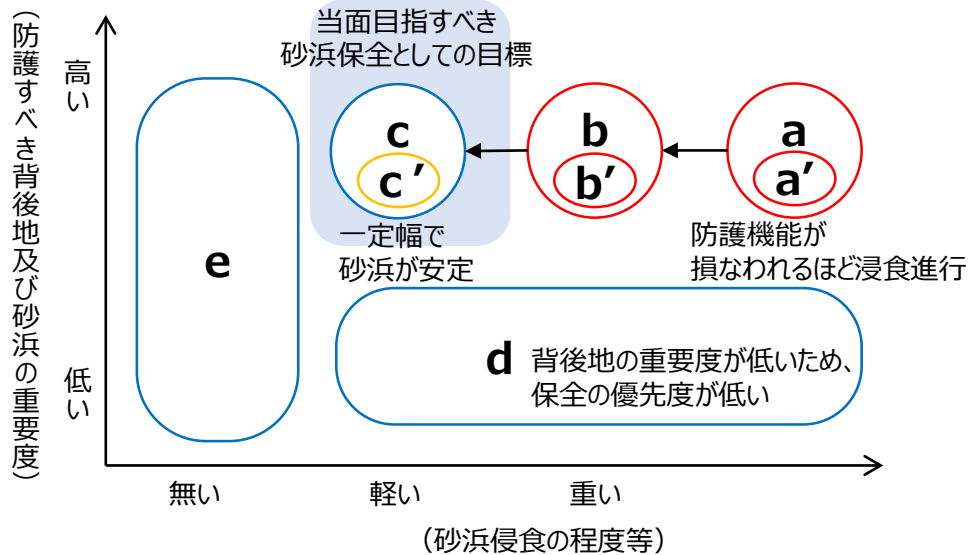 （防護すべき背後地及び砂浜の重要度）
高い
低い
当面目指すべき
砂浜保全としての目標
c
c′
b
b′
a
a′
一定幅で
砂浜が安定
防護機能が
損なわれるほど浸食進行
e
d 背後地の重要度が低いため、
保全の優先度が低い
無い
軽い
重い
（砂浜侵食の程度等）